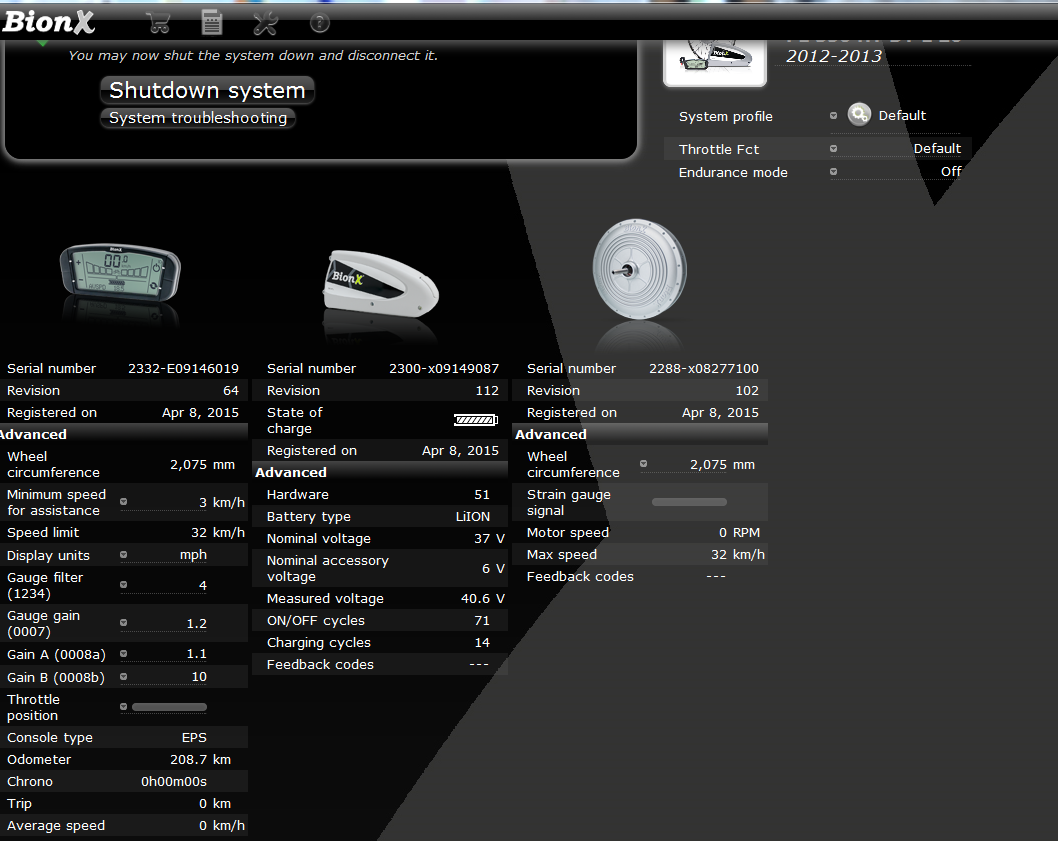 BionX
You may now shut the system down and disconnect it.
Shutdown system
System troubleshooting
2012-2013
System profile Default
Throttle Fct Default
Endurance mode Off
BionX
Serial number 2332-E09146019
Revision 64
Registered on Apr 8, 2015
Advanced
Wheel
circumference 2,075 mm
Minimum speed
for assistance 3 km/h
Speed limit 32 km/h
Display units mph
Gauge filter
(1234) 4
Gauge gain
(0007) 1.2
Gain A (0008a) 1.1
Gain B (0008b) 10
Throttle
position
Console type EPS
Odometer 208.7 km
Chrono 0h00m00s
Trip 0 km
Average speed 0 km/h
Serial number 2300-x09149087
Revision 112
State of
charge
Registered on Apr 8, 2015
Advanced
Hardware 51
Battery type LiION
Nominal voltage 37 V
Nominal accessory
voltage 6 V
Measured voltage 40.6 V
ON/OFF cycles 71
Charging cycles 14
Feedback codes ---
Serial number 2288-x08277100
Revision 102
Registered on Apr 8, 2015
Advanced
Wheel
circumference 2,075 mm
Strain gauge
signal
Motor speed 0 RPM
Max speed 32 km/h
Feedback codes ---